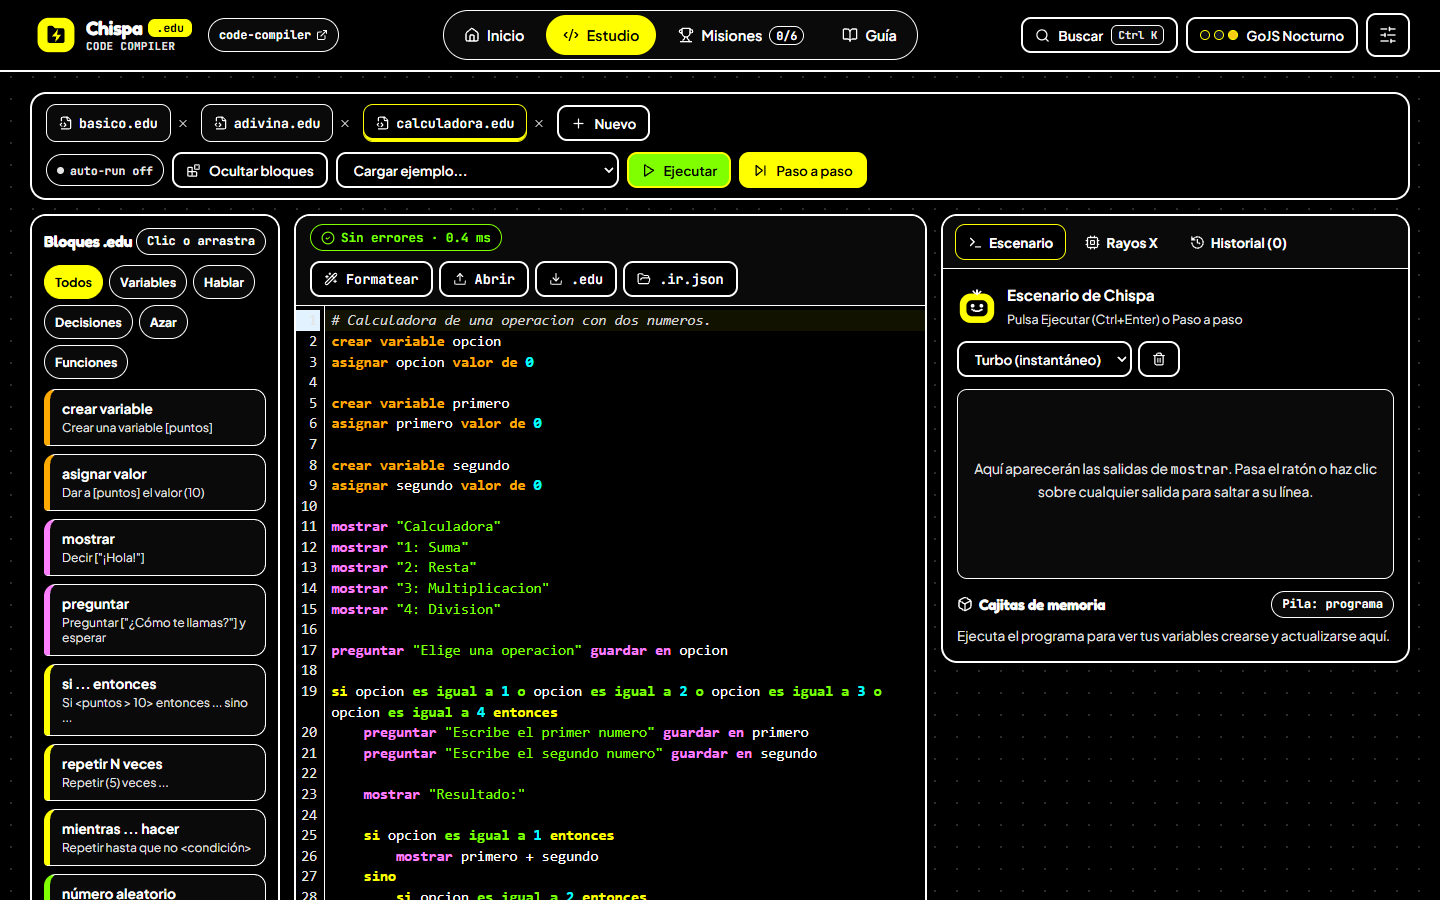 Chispa .edu
CODE COMPILER
code-compiler
Inicio
Estudio
Misiones 0/6
Guía
Buscar Ctrl K
GoJS Nocturno
basico.edu ×
adivina.edu ×
calculadora.edu ×
+ Nuevo
auto-run off
Ocultar bloques
Cargar ejemplo...
Ejecutar
Paso a paso
Bloques .edu
Clic o arrastra
Todos
Variables
Hablar
Decisiones
Azar
Funciones
crear variable
Crear una variable [puntos]
asignar valor
Dar a [puntos] el valor (10)
mostrar
Decir ["¡Hola!"]
preguntar
Preguntar ["¿Cómo te llamas?"] y
esperar
si ... entonces
Si <puntos > 10> entonces ... sino
...
repetir N veces
Repetir (5) veces ...
mientras ... hacer
Repetir hasta que no <condición>
número aleatorio
Sin errores · 0.4 ms
Formatear
Abrir
.edu
.ir.json
# Calculadora de una operacion con dos numeros.
2 crear variable opcion
3 asignar opcion valor de 0
4
5 crear variable primero
6 asignar primero valor de 0
7
8 crear variable segundo
9 asignar segundo valor de 0
10
11 mostrar "Calculadora"
12 mostrar "1: Suma"
13 mostrar "2: Resta"
14 mostrar "3: Multiplicacion"
15 mostrar "4: Division"
16
17 preguntar "Elige una operacion" guardar en opcion
18
19 si opcion es igual a 1 o opcion es igual a 2 o opcion es igual a 3 o
opcion es igual a 4 entonces
20 preguntar "Escribe el primer numero" guardar en primero
21 preguntar "Escribe el segundo numero" guardar en segundo
22
23 mostrar "Resultado:"
24
25 si opcion es igual a 1 entonces
26 mostrar primero + segundo
27 sino
28 si opcion es igual a 2 entonces
Escenario
Rayos X
Historial (0)
Escenario de Chispa
Pulsa Ejecutar (Ctrl+Enter) o Paso a paso
Turbo (instantáneo)
Aquí aparecerán las salidas de mostrar. Pasa el ratón o haz clic
sobre cualquier salida para saltar a su línea.
Cajitas de memoria
Pila: programa
Ejecuta el programa para ver tus variables crearse y actualizarse aquí.